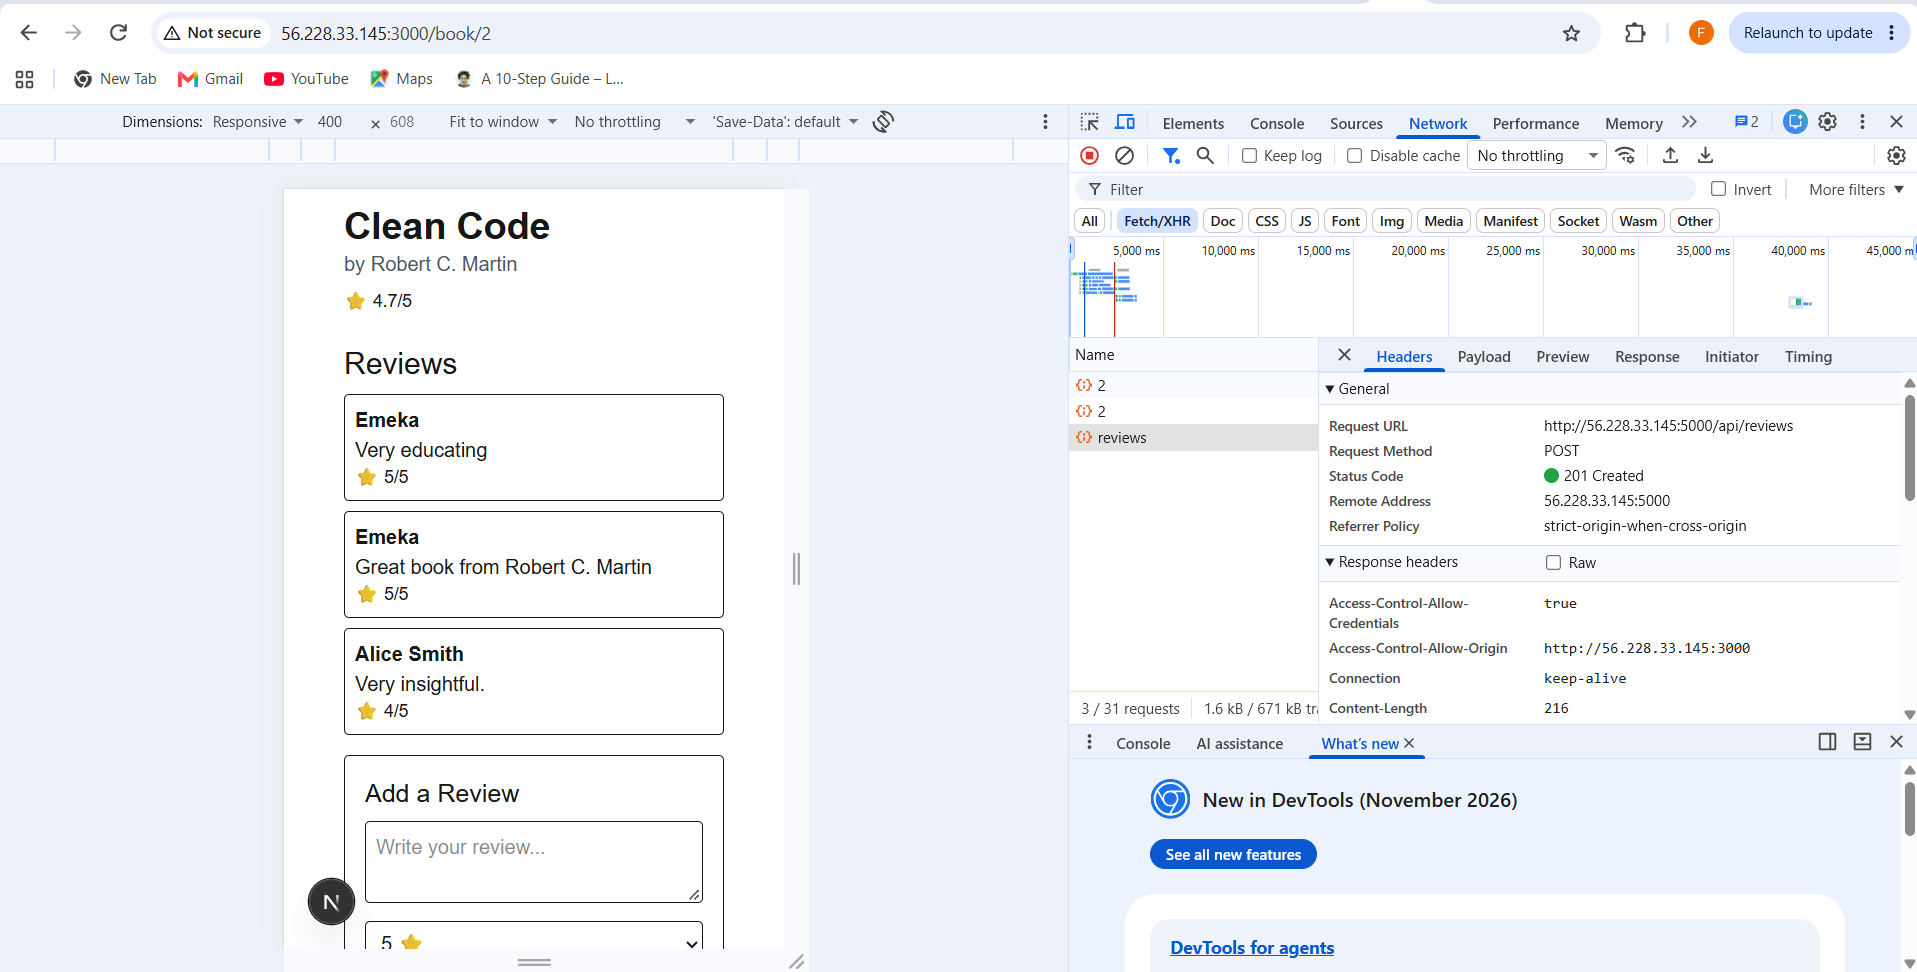 Not secure 56.228.33.145:3000/book/2 F Relaunch to update
New Tab Gmail YouTube Maps A 10-Step Guide – L...
Dimensions: Responsive 400 × 608 Fit to window No throttling 'Save-Data': default
Clean Code
by Robert C. Martin
4.7/5
Reviews
Emeka
Very educating
5/5
Emeka
Great book from Robert C. Martin
5/5
Alice Smith
Very insightful.
4/5
Add a Review
Write your review...
N
5
Elements Console Sources Network Performance Memory 2
Keep log Disable cache No throttling
Filter Invert More filters
All Fetch/XHR Doc CSS JS Font Img Media Manifest Socket Wasm Other
5,000 ms 10,000 ms 15,000 ms 20,000 ms 25,000 ms 30,000 ms 35,000 ms 40,000 ms 45,000 m
Name
2
2
reviews
3 / 31 requests 1.6 kB / 671 kB tra
Headers Payload Preview Response Initiator Timing
General
Request URL http://56.228.33.145:5000/api/reviews
Request Method POST
Status Code 201 Created
Remote Address 56.228.33.145:5000
Referrer Policy strict-origin-when-cross-origin
Response headers Raw
Access-Control-Allow-Credentials true
Access-Control-Allow-Origin http://56.228.33.145:3000
Connection keep-alive
Content-Length 216
Console AI assistance What's new
New in DevTools (November 2026)
See all new features
DevTools for agents